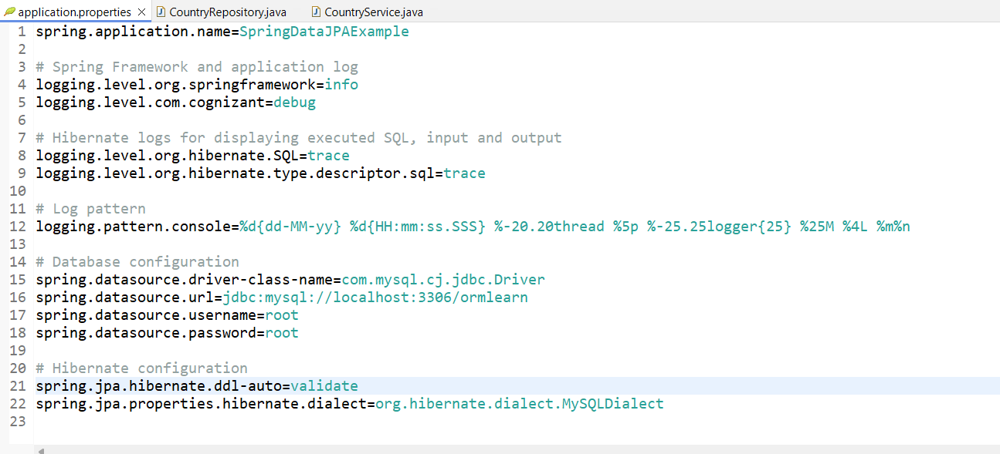 application.properties CountryRepository.java CountryService.java
1 spring.application.name=SpringDataJPAExample
2
3 # Spring Framework and application log
4 logging.level.org.springframework=info
5 logging.level.com.cognizant=debug
6
7 # Hibernate logs for displaying executed SQL, input and output
8 logging.level.org.hibernate.SQL=trace
9 logging.level.org.hibernate.type.descriptor.sql=trace
10
11 # Log pattern
12 logging.pattern.console=%d{dd-MM-yy} %d{HH:mm:ss.SSS} %-20.20thread %5p %-25.25logger{25} %25M %4L %m%n
13
14 # Database configuration
15 spring.datasource.driver-class-name=com.mysql.cj.jdbc.Driver
16 spring.datasource.url=jdbc:mysql://localhost:3306/ormlearn
17 spring.datasource.username=root
18 spring.datasource.password=root
19
20 # Hibernate configuration
21 spring.jpa.hibernate.ddl-auto=validate
22 spring.jpa.properties.hibernate.dialect=org.hibernate.dialect.MySQLDialect
23